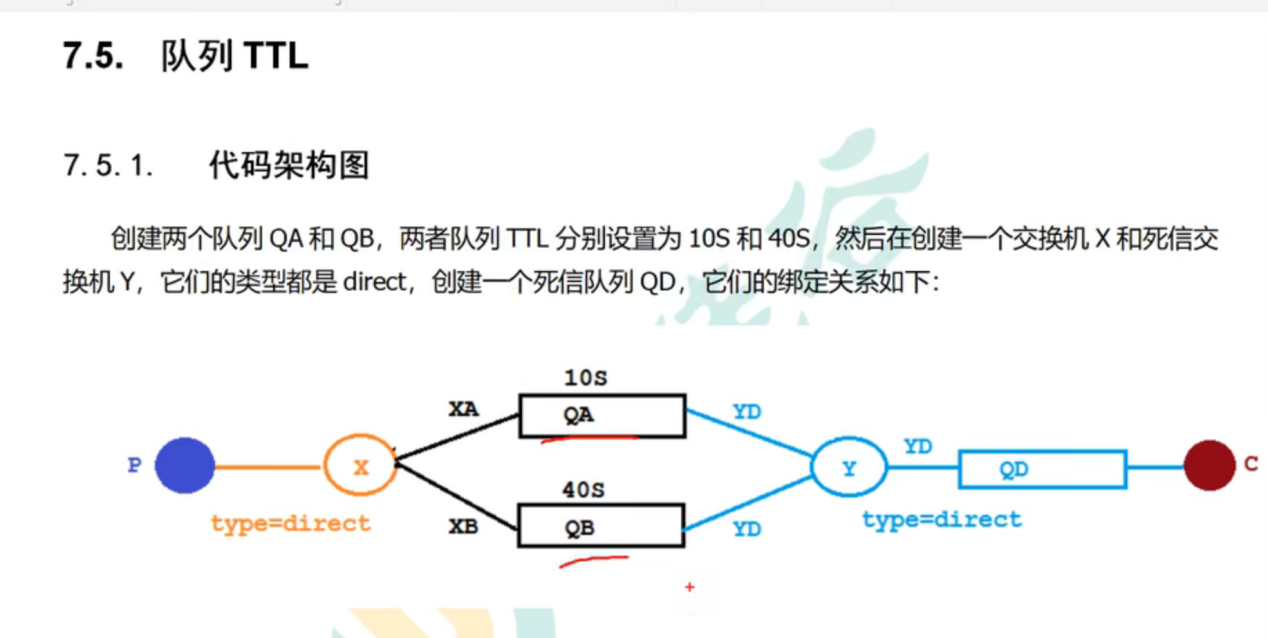 7.5. 队列 TTL
7.5.1. 代码架构图
创建两个队列 QA 和 QB，两者队列 TTL 分别设置为 10S 和 40S，然后在创建一个交换机 X 和死信交
换机 Y，它们的类型都是 direct，创建一个死信队列 QD，它们的绑定关系如下：
10S
XA QA YD
P X Y YD QD C
40S
type=direct XB QB YD type=direct